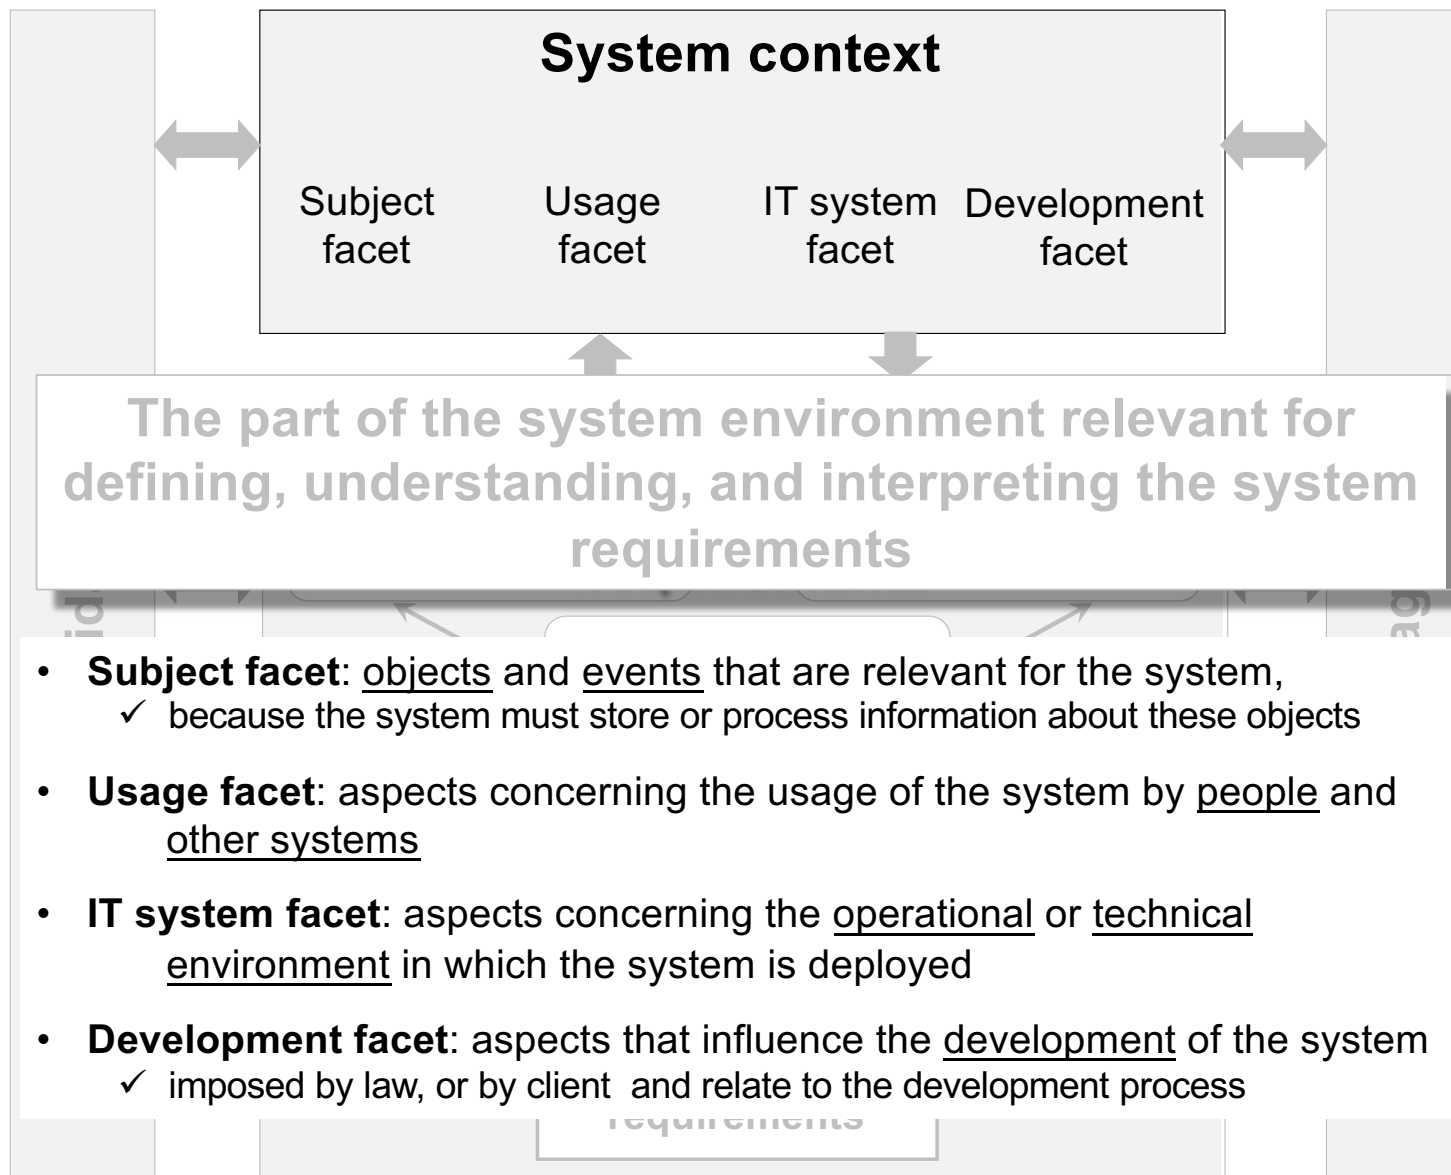 System context
Subject facet
Usage facet
IT system facet
Development facet
The part of the system environment relevant for
defining, understanding, and interpreting the system
requirements
• Subject facet: objects and events that are relevant for the system,
✓ because the system must store or process information about these objects
• Usage facet: aspects concerning the usage of the system by people and
other systems
• IT system facet: aspects concerning the operational or technical
environment in which the system is deployed
• Development facet: aspects that influence the development of the system
✓ imposed by law, or by client and relate to the development process
requirements